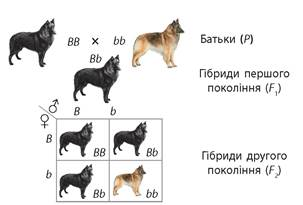 BB × bb Батьки (P)
Bb
Гібриди першого
покоління (F₁)
♂
♀ B b
B BB Bb
b Bb bb
Гібриди другого
покоління (F₂)